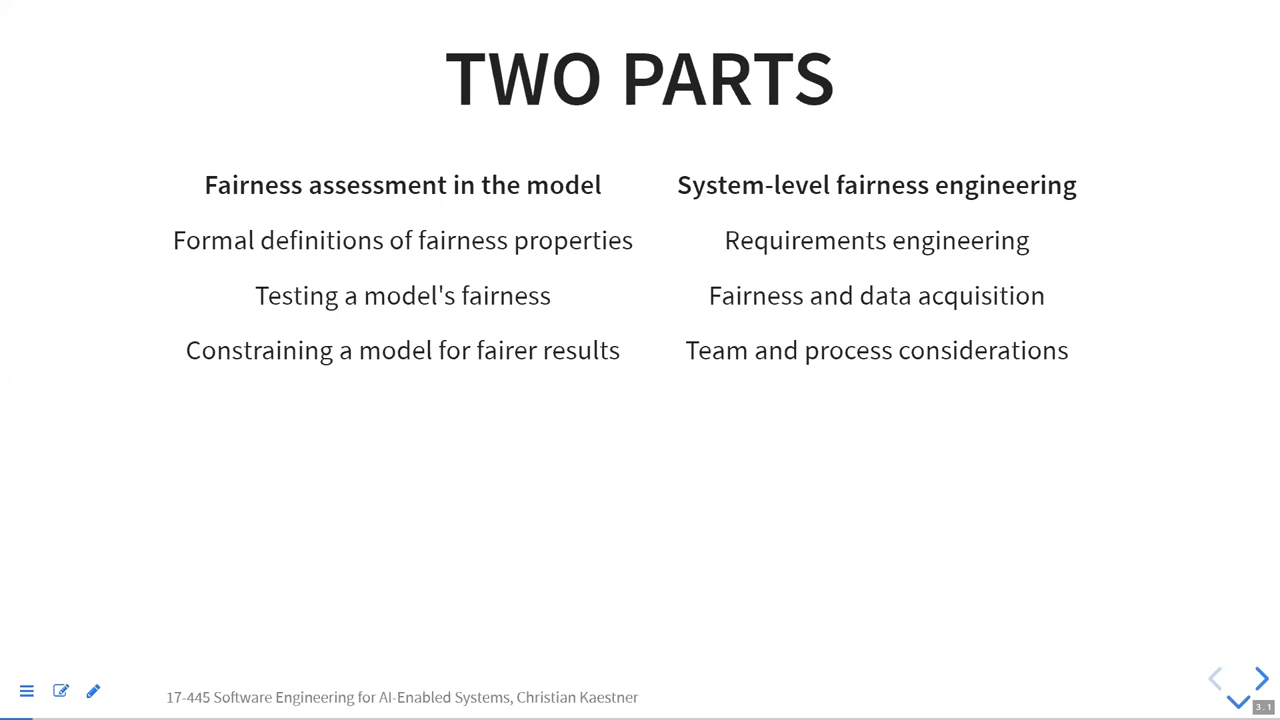 TWO PARTS
Fairness assessment in the model
System-level fairness engineering
Formal definitions of fairness properties
Requirements engineering
Testing a model's fairness
Fairness and data acquisition
Constraining a model for fairer results
Team and process considerations
17-445 Software Engineering for AI-Enabled Systems, Christian Kaestner
3.1